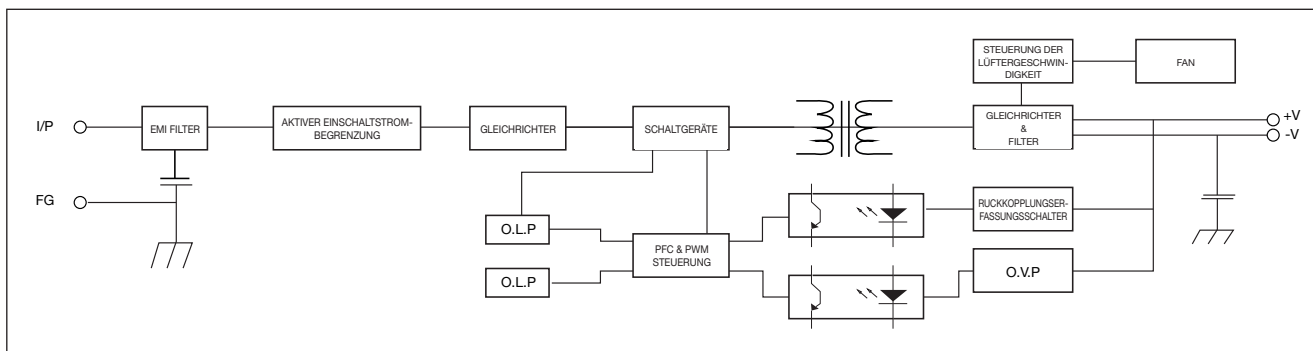 STEUERUNG DER
LÜFTERGESCHWIN-
DIGKEIT
FAN
I/P
EMI FILTER
AKTIVER EINSCHALTSTROM-
BEGRENZUNG
GLEICHRICHTER
SCHALTGERÄTE
GLEICHRICHTER
&
FILTER
+V
-V
FG
O.L.P
PFC & PWM
STEUERUNG
RUCKKOPPLUNGSER-
FASSUNGSSCHALTER
O.L.P
O.V.P